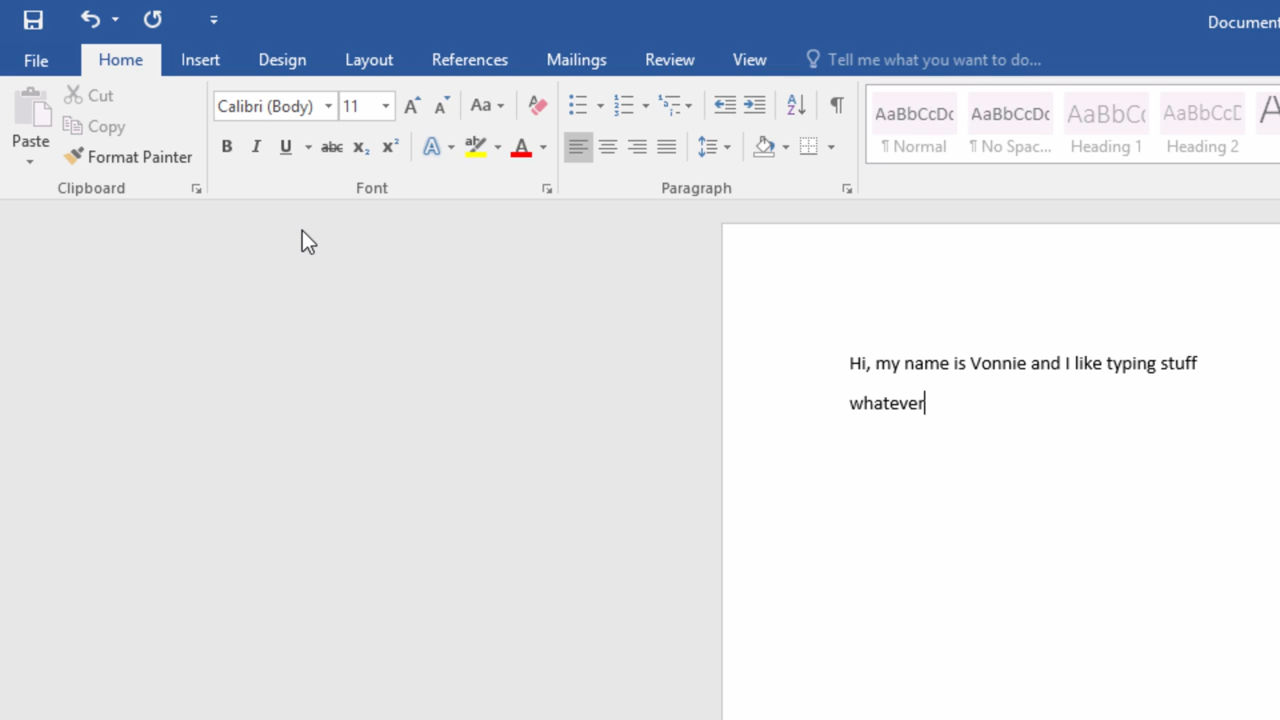 Document
File Home Insert Design Layout References Mailings Review View Tell me what you want to do...
Cut
Copy
Paste
Format Painter
Clipboard
Calibri (Body) 11 Aa
B I U abc x₂ x² A ab A
Font
Paragraph
AaBbCcDc AaBbCcDc AaBbC AaBbCcD A
¶ Normal ¶ No Spac... Heading 1 Heading 2
Hi, my name is Vonnie and I like typing stuff
whatever